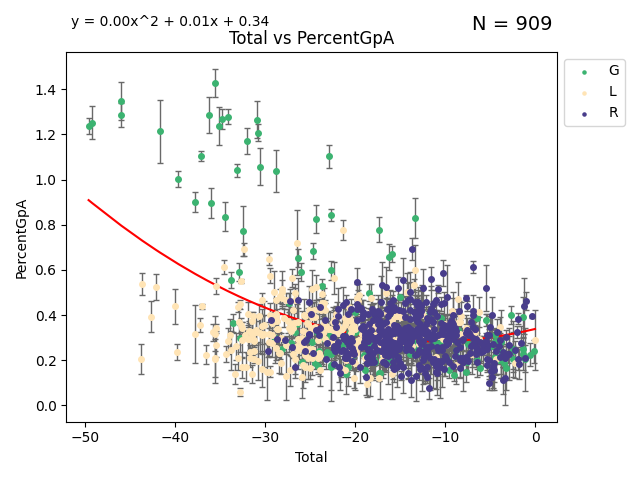 y = 0.00x^2 + 0.01x + 0.34
N = 909
Total vs PercentGpA
G
L
R
PercentGpA
1.4
1.2
1.0
0.8
0.6
0.4
0.2
0.0
−50
−40
−30
−20
−10
0
Total